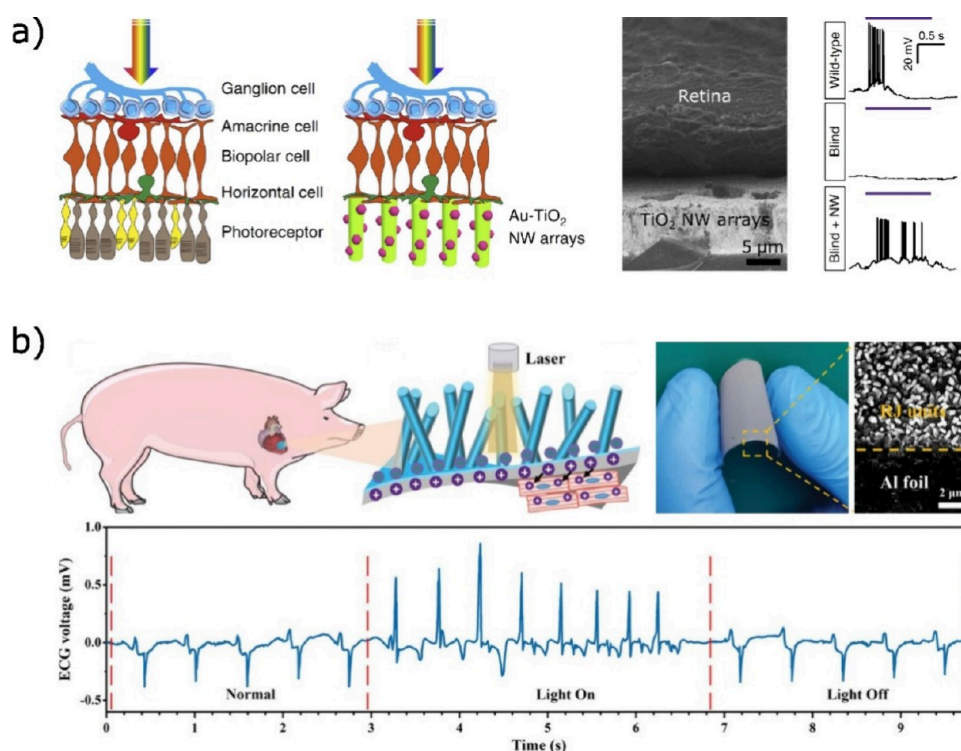 a)
Ganglion cell
Amacrine cell
Biopolar cell
Horizontal cell
Photoreceptor
Au-TiO₂
NW arrays
Retina
TiO₂ NW arrays
5 μm
Wild-type
Blind
Blind + NW
0.5 s
20 mV
b)
Laser
RJ units
Al foil
2 μm
ECG voltage (mV)
1.0
0.5
0.0
-0.5
Normal
Light On
Light Off
0 1 2 3 4 5 6 7 8 9
Time (s)